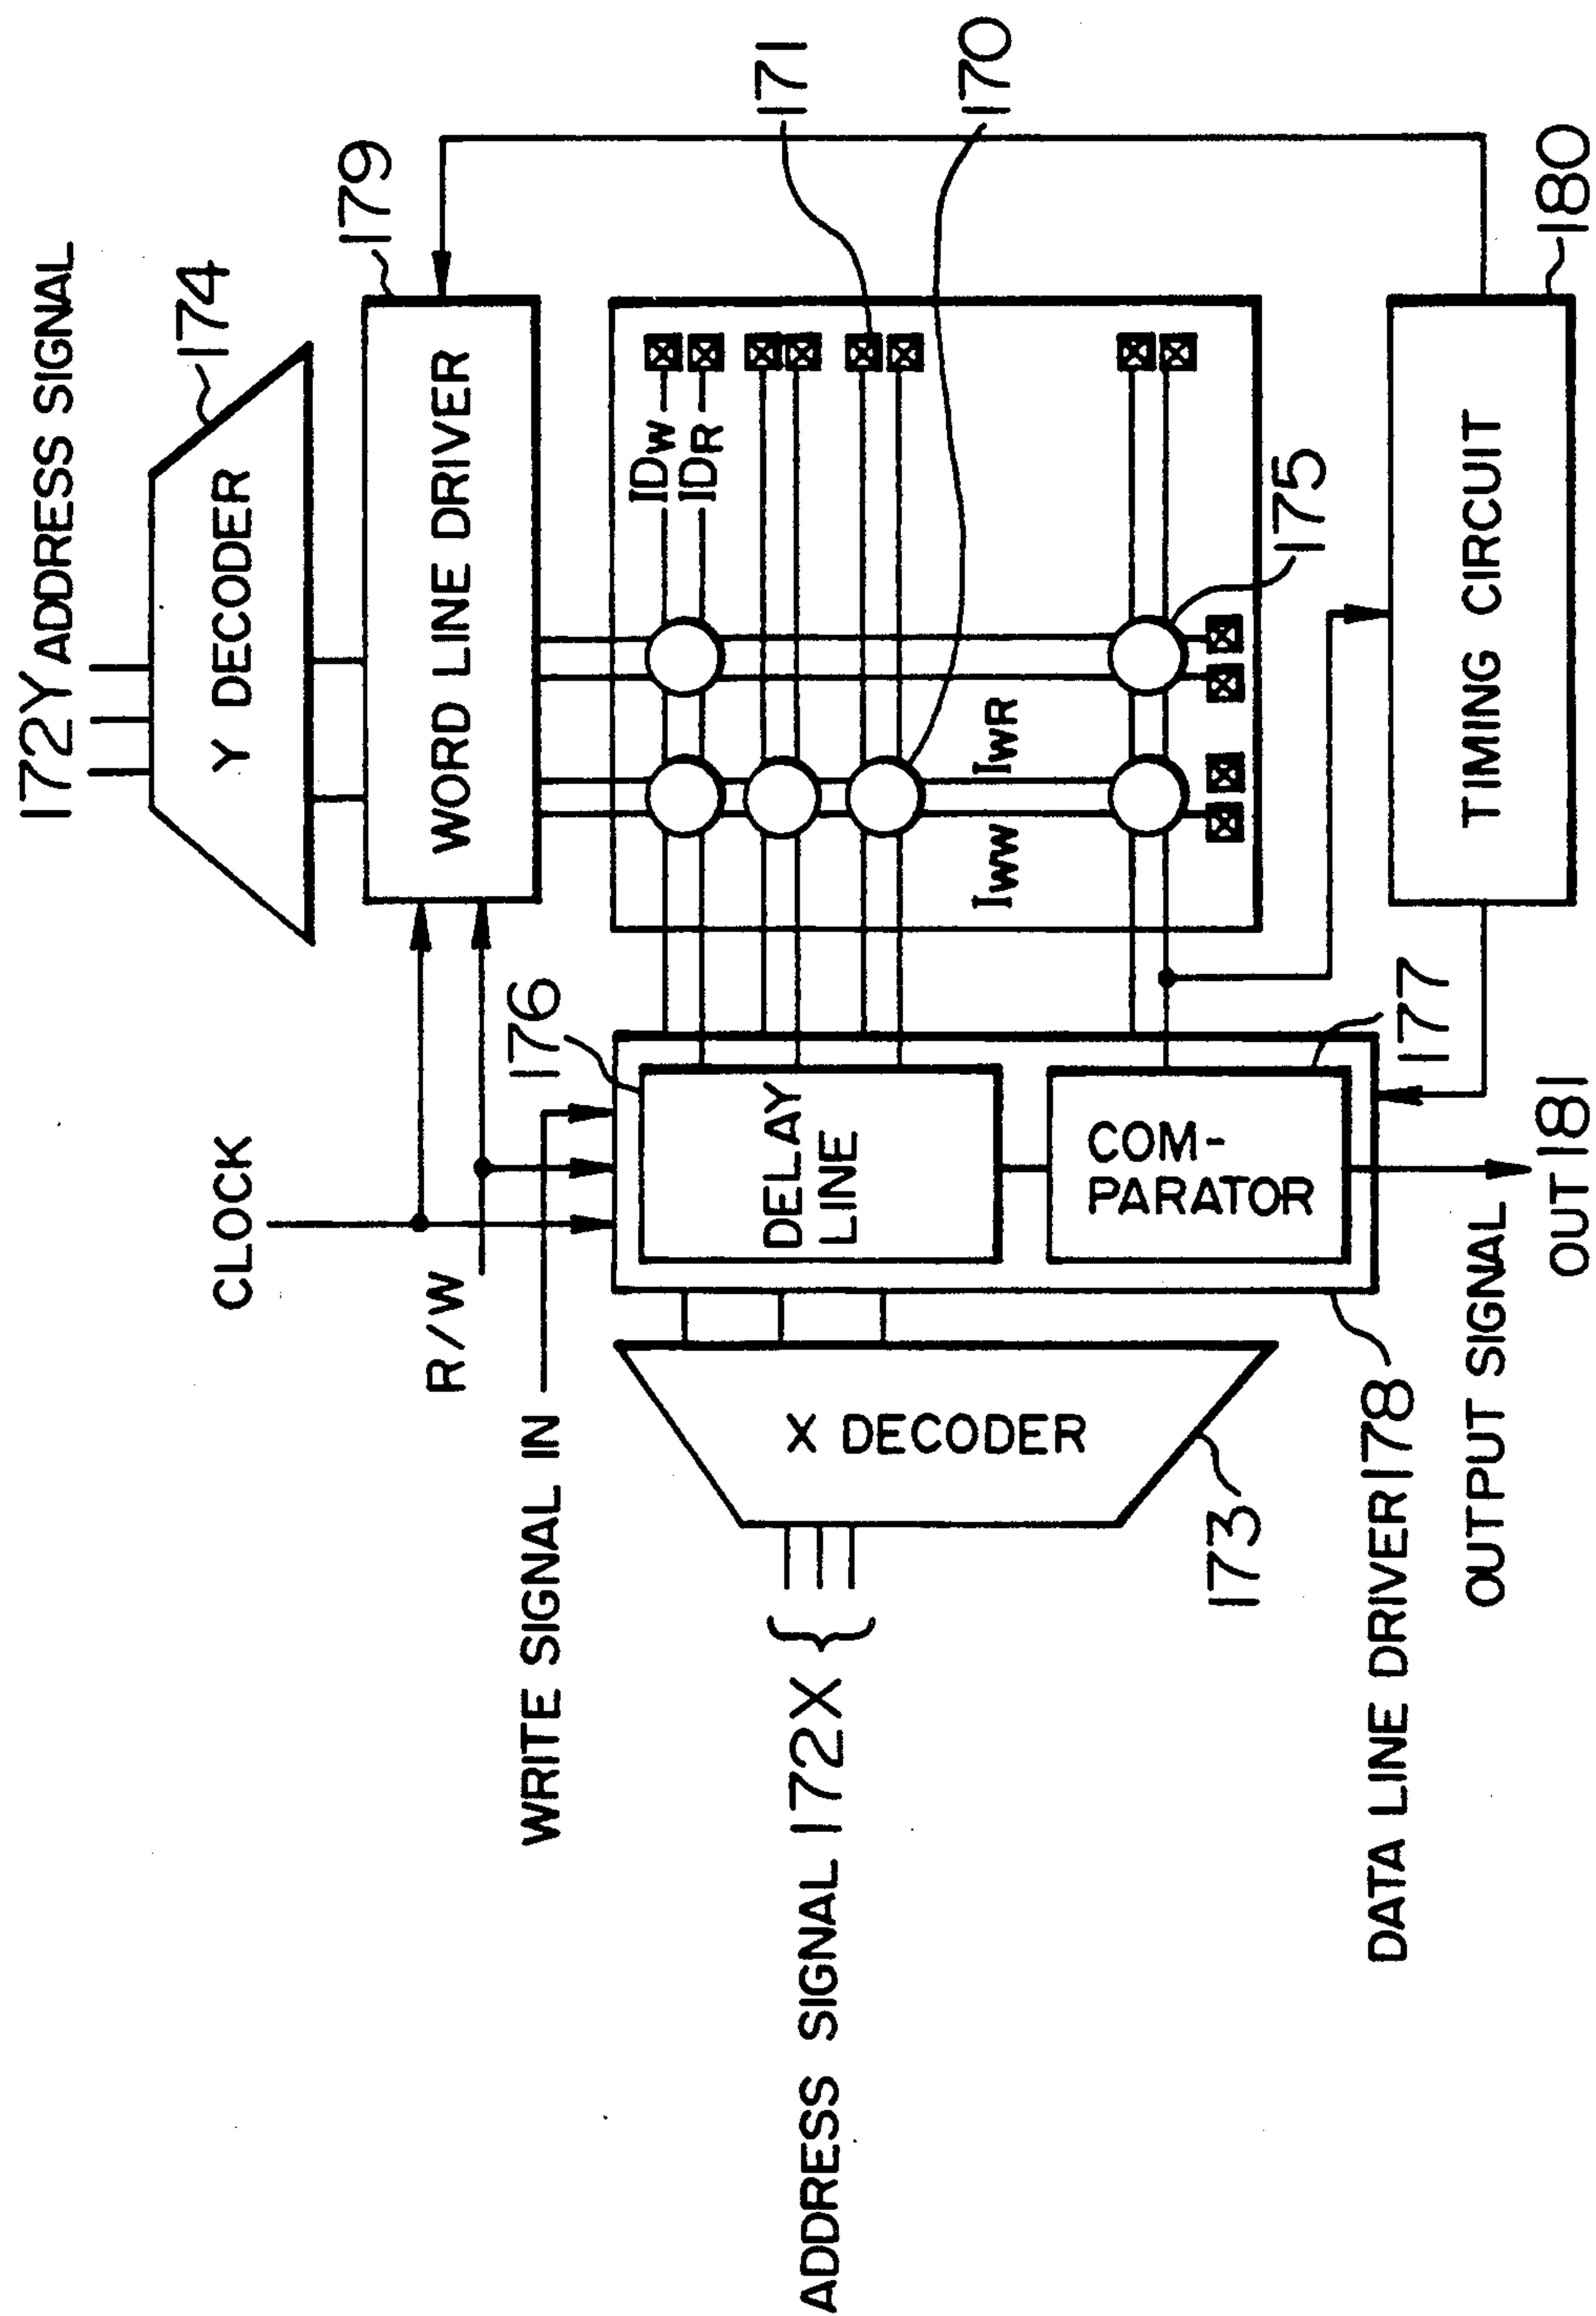 172Y ADDRESS SIGNAL
174
Y DECODER
179
WORD LINE DRIVER
CLOCK
R/W
WRITE SIGNAL IN
176
171
170
IDW
IDR
DELAY
LINE
IWW
IWR
175
COM-
PARATOR
177
X DECODER
173
ADDRESS SIGNAL 172X
DATA LINE DRIVER 178
TIMING CIRCUIT
180
OUTPUT SIGNAL
OUT 181